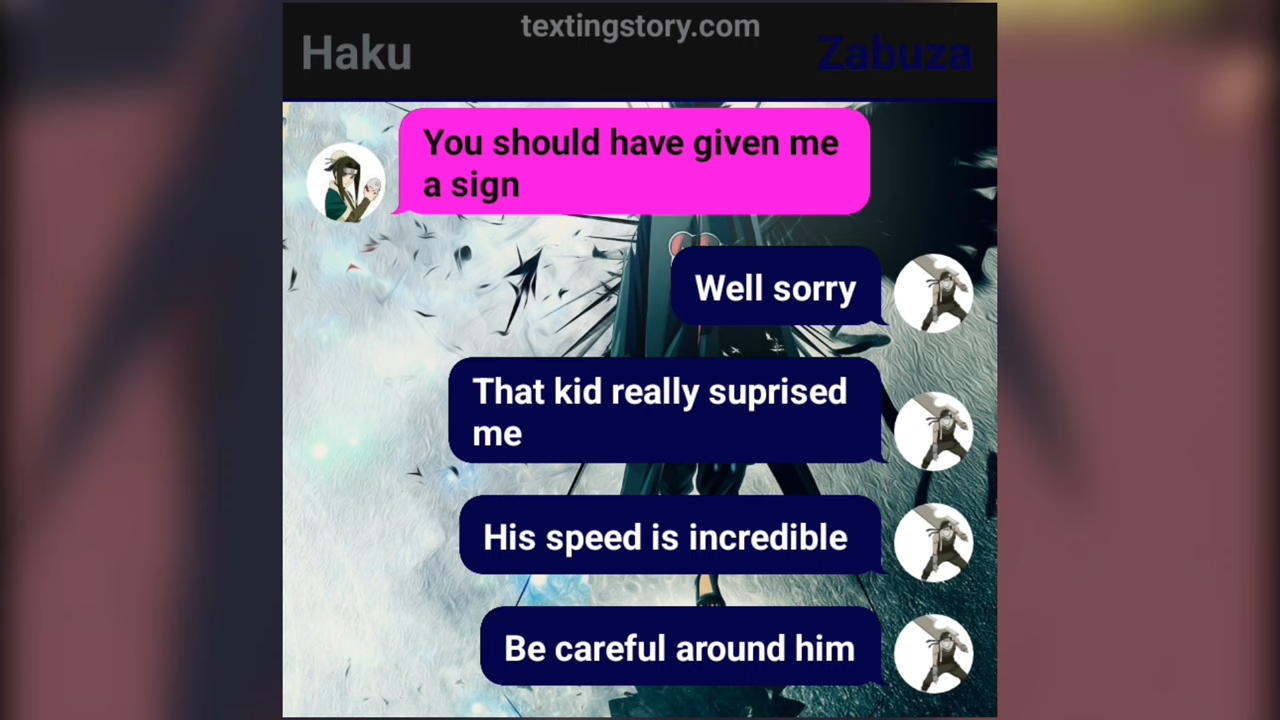 textingstory.com
Haku
Zabuza
You should have given me
a sign
Well sorry
That kid really suprised
me
His speed is incredible
Be careful around him